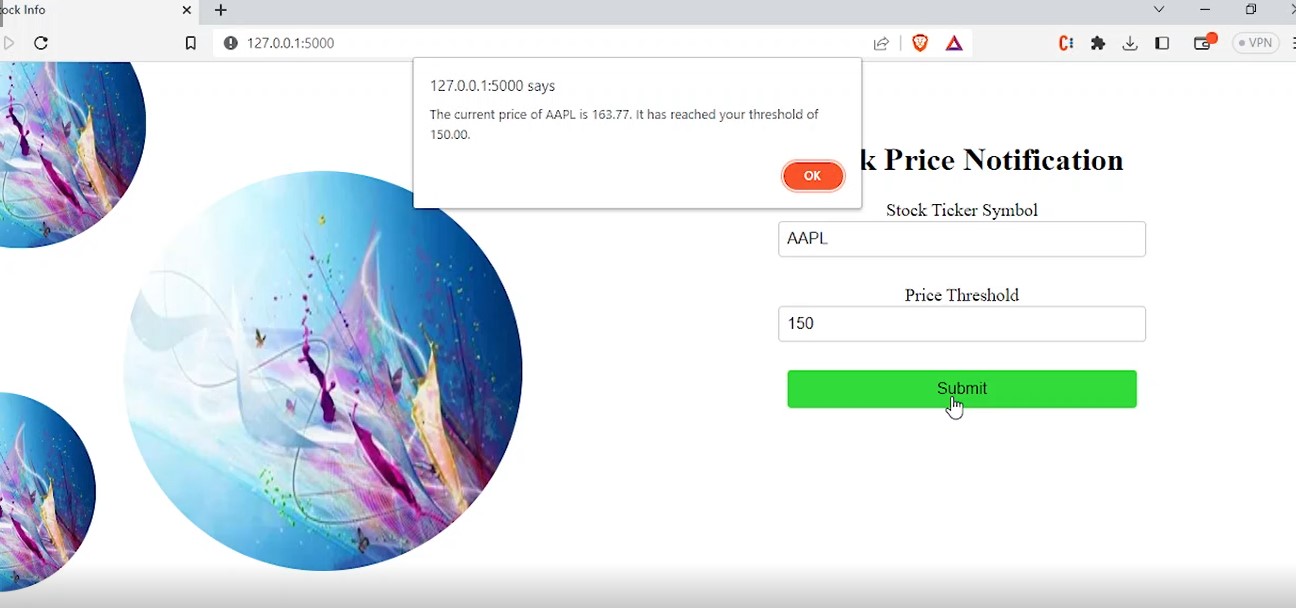 ock Info
127.0.0.1:5000
VPN
127.0.0.1:5000 says
The current price of AAPL is 163.77. It has reached your threshold of
150.00.
OK
k Price Notification
Stock Ticker Symbol
AAPL
Price Threshold
150
Submit